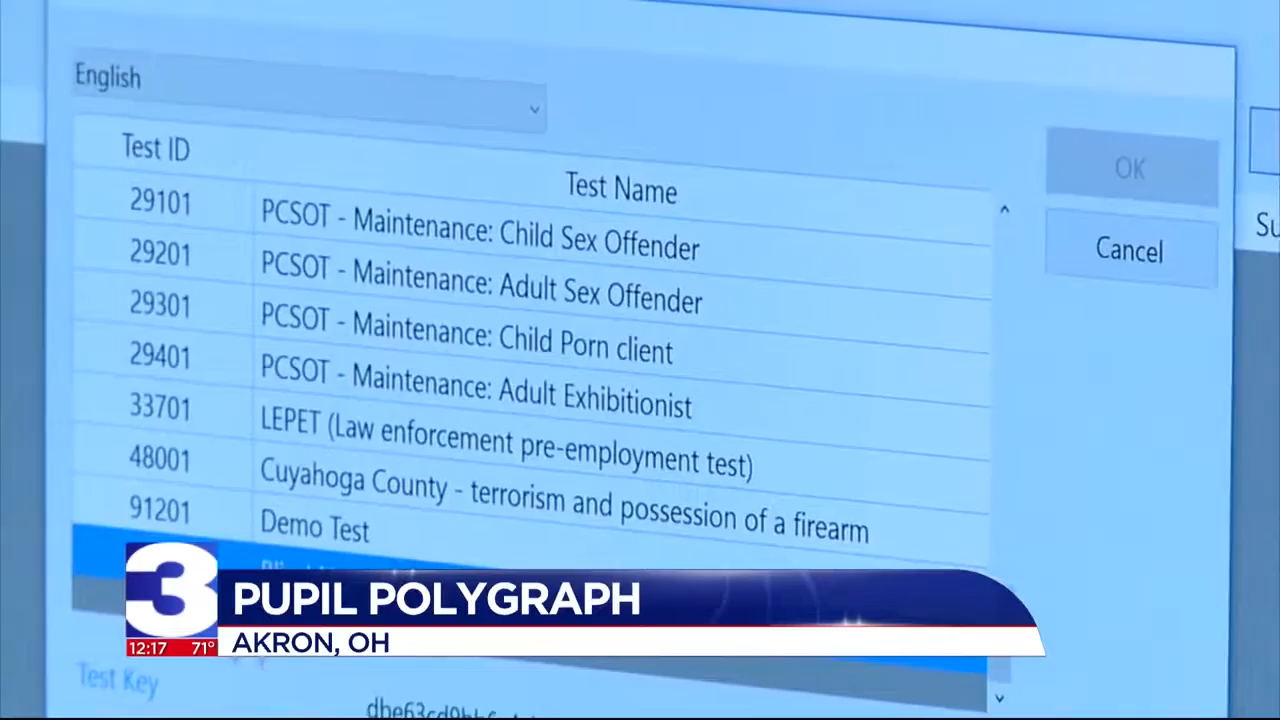 English
Test ID Test Name
29101 PCSOT - Maintenance: Child Sex Offender
29201 PCSOT - Maintenance: Adult Sex Offender
29301 PCSOT - Maintenance: Child Porn client
29401 PCSOT - Maintenance: Adult Exhibitionist
33701 LEPET (Law enforcement pre-employment test)
48001 Cuyahoga County - terrorism and possession of a firearm
91201 Demo Test
OK
Cancel
3
PUPIL POLYGRAPH
12:17 71° AKRON, OH
Test Key